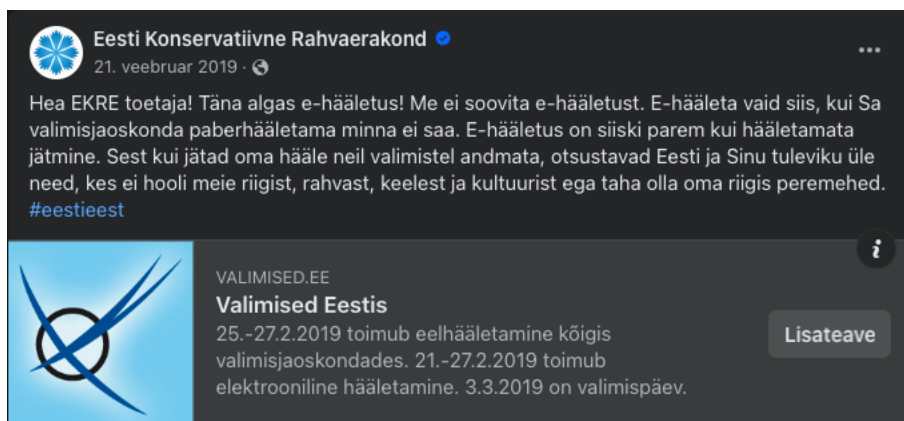 Eesti Konservatiivne Rahvaerakond
21. veebruar 2019 ·
Hea EKRE toetaja! Täna algas e-hääletus! Me ei soovita e-hääletust. E-hääleta vaid siis, kui Sa
valimisjaoskonda paberhääletama minna ei saa. E-hääletus on siiski parem kui hääletamata
jätmine. Sest kui jätad oma hääle neil valimistel andmata, otsustavad Eesti ja Sinu tuleviku üle
need, kes ei hooli meie riigist, rahvast, keelest ja kultuurist ega taha olla oma riigis peremehed.
#eestieest
VALIMISED.EE
Valimised Eestis
25.-27.2.2019 toimub eelhääletamine kõigis
valimisjaoskondades. 21.-27.2.2019 toimub
elektrooniline hääletamine. 3.3.2019 on valimispäev.
Lisateave